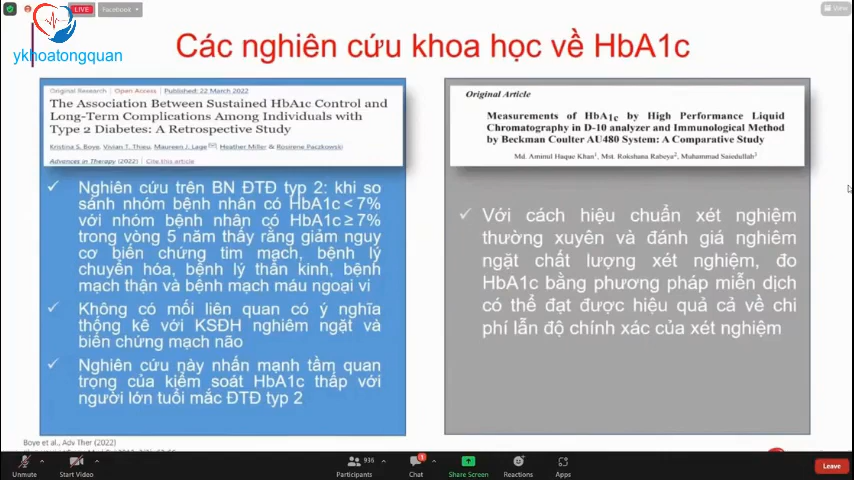 LIVE
Facebook
View
ykhoatongquan
Các nghiên cứu khoa học về HbA1c
Original Research | Open Access | Published: 22 March 2022
The Association Between Sustained HbA1c Control and
Long-Term Complications Among Individuals with
Type 2 Diabetes: A Retrospective Study
Kristina S. Boye, Vivian T. Thieu, Maureen J. Lage, Heather Miller & Rosirene Paczkowski
Advances in Therapy (2022) | Cite this article
Nghiên cứu trên BN ĐTĐ typ 2: khi so
sánh nhóm bệnh nhân có HbA1c < 7%
với nhóm bệnh nhân có HbA1c ≥ 7%
trong vòng 5 năm thấy rằng giảm nguy
cơ biến chứng tim mạch, bệnh lý
chuyển hóa, bệnh lý thần kinh, bệnh
mạch thận và bệnh mạch máu ngoại vi
Không có mối liên quan có ý nghĩa
thống kê với KSĐH nghiêm ngặt và
biến chứng mạch não
Nghiên cứu này nhấn mạnh tầm quan
trọng của kiểm soát HbA1c thấp với
người lớn tuổi mắc ĐTĐ typ 2
Original Article
Measurements of HbA1c by High Performance Liquid
Chromatography in D-10 analyzer and Immunological Method
by Beckman Coulter AU480 System: A Comparative Study
Md. Aminul Haque Khan¹, Mst. Rokshana Rabeya², Muhammad Saiedullah³
Với cách hiệu chuẩn xét nghiệm
thường xuyên và đánh giá nghiêm
ngặt chất lượng xét nghiệm, đo
HbA1c bằng phương pháp miễn dịch
có thể đạt được hiệu quả cả về chi
phí lẫn độ chính xác của xét nghiệm
Boye et al., Adv Ther (2022)
Unmute
Start Video
936
Participants
1
Chat
Share Screen
Reactions
Apps
Leave